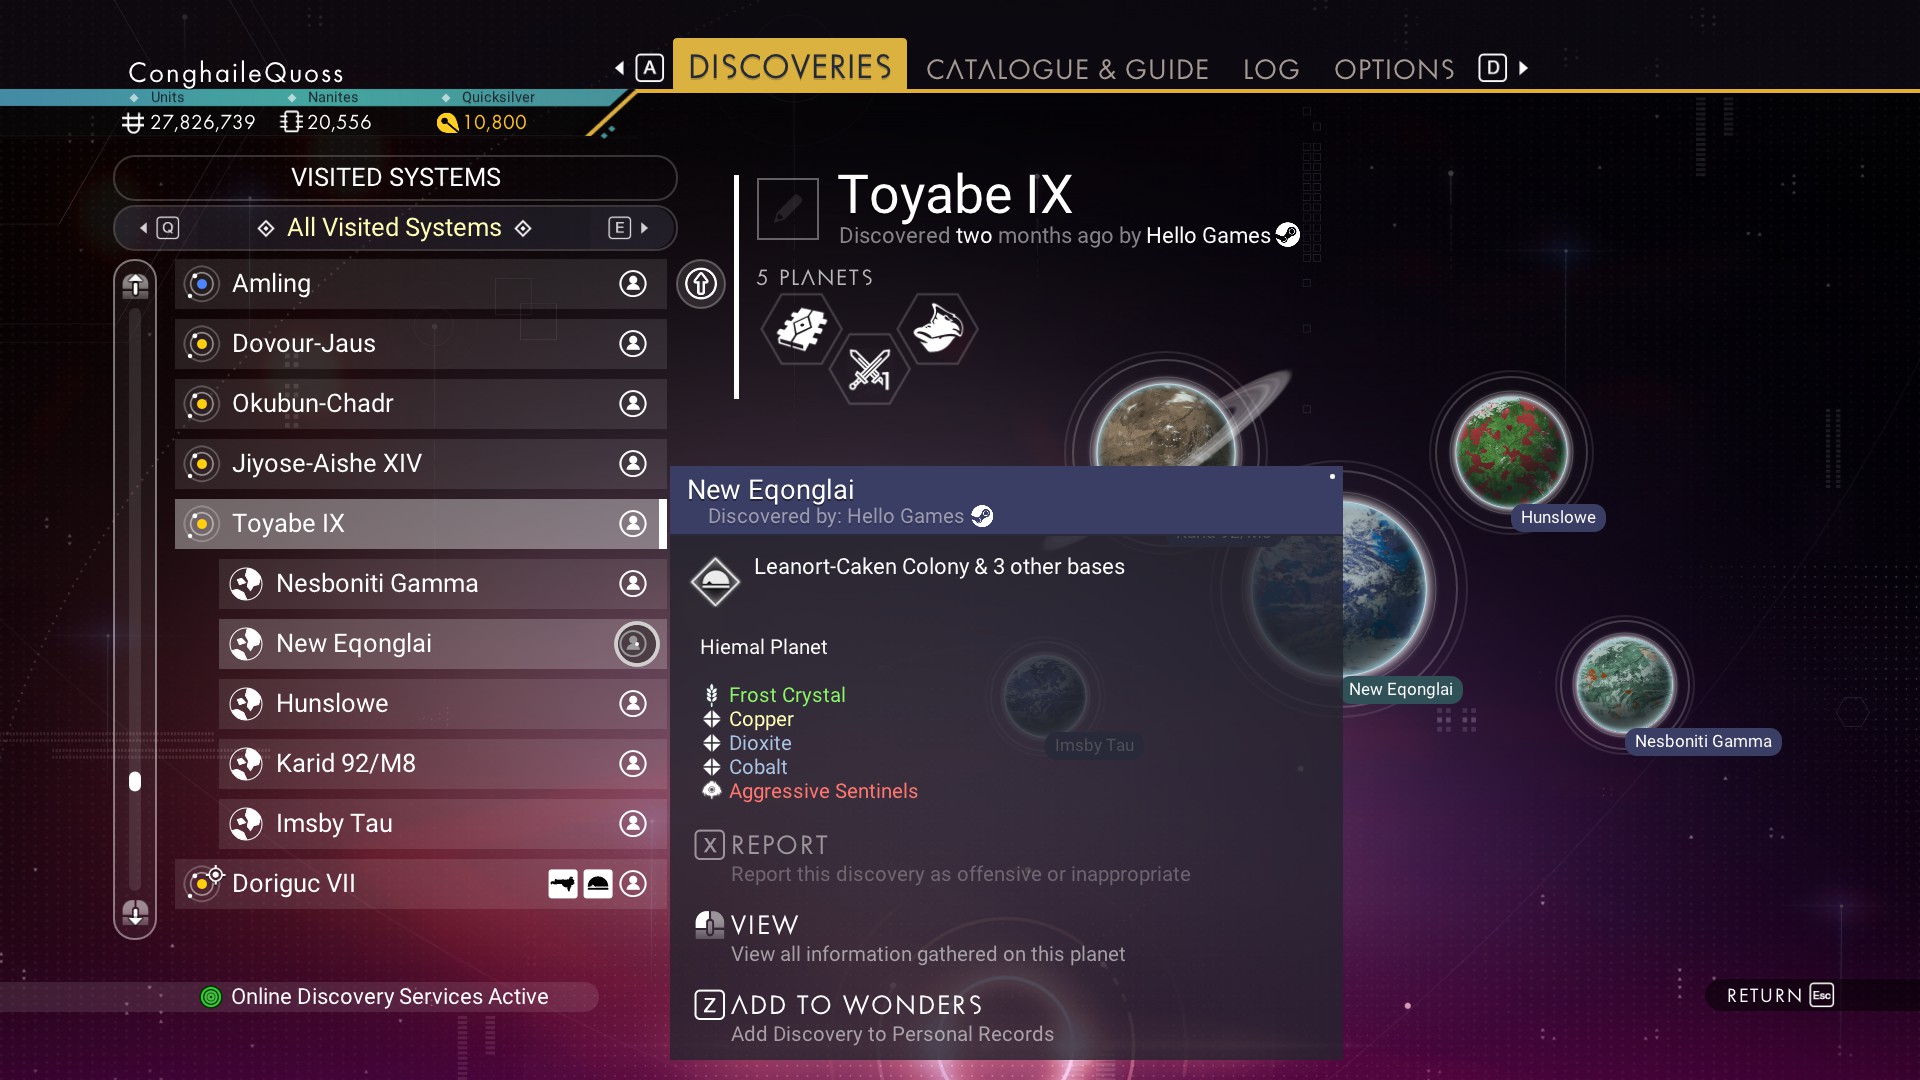 ConghaileQuoss
Units
Nanites
Quicksilver
27,826,739
20,556
10,800
A
DISCOVERIES
CATALOGUE & GUIDE
LOG
OPTIONS
D
VISITED SYSTEMS
Q
All Visited Systems
E
Amling
Dovour-Jaus
Okubun-Chadr
Jiyose-Aishe XIV
Toyabe IX
Nesboniti Gamma
New Eqonglai
Hunslowe
Karid 92/M8
Imsby Tau
Doriguc VII
Online Discovery Services Active
Toyabe IX
Discovered two months ago by Hello Games
5 PLANETS
1
New Eqonglai
Discovered by: Hello Games
Karid 92/M8
Leanort-Caken Colony & 3 other bases
Hiemal Planet
Frost Crystal
Copper
Dioxite
Cobalt
Aggressive Sentinels
X REPORT
Report this discovery as offensive or inappropriate
VIEW
View all information gathered on this planet
Z ADD TO WONDERS
Add Discovery to Personal Records
Hunslowe
New Eqonglai
Nesboniti Gamma
Imsby Tau
RETURN Esc